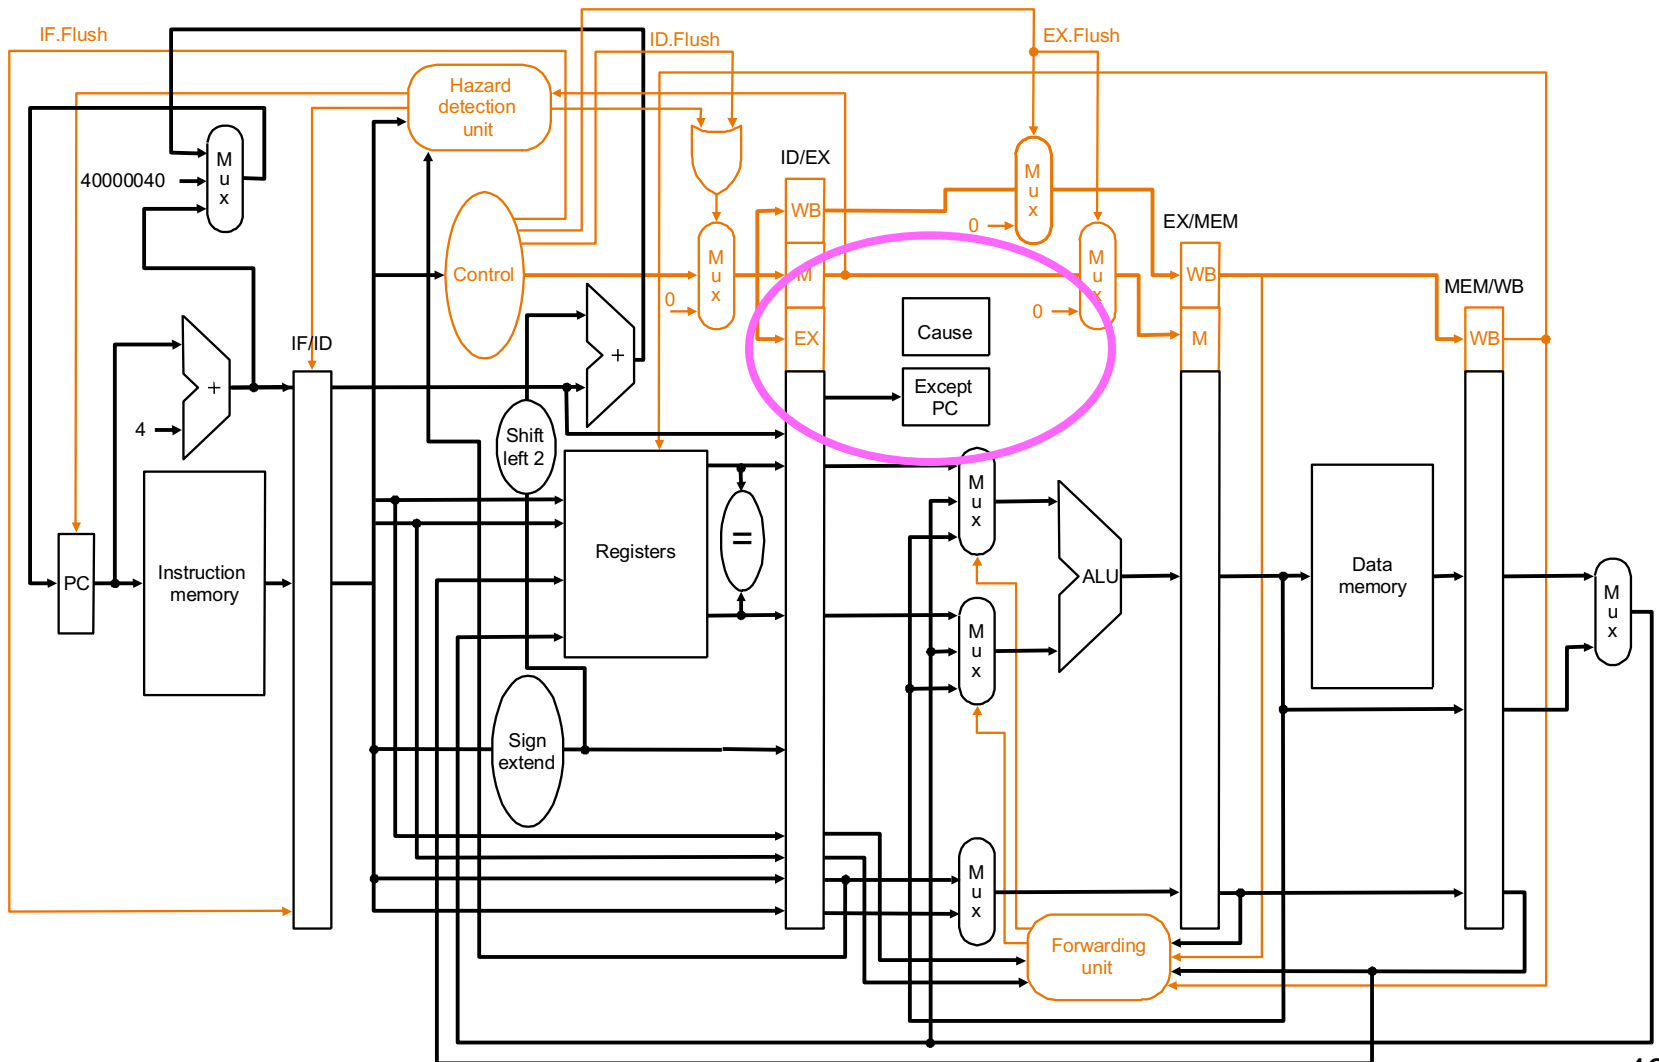 IF.Flush
ID.Flush
EX.Flush
Hazard
detection
unit
M
u
x
40000040
ID/EX
M
u
x
WB
0
EX/MEM
Control
M
u
x
0
M
M
u
x
0
WB
MEM/WB
Cause
EX
M
WB
IF/ID
+
+
Except
PC
4
Shift
left 2
M
u
x
Registers
=
PC
Instruction
memory
ALU
Data
memory
M
u
x
M
u
x
Sign
extend
M
u
x
Forwarding
unit